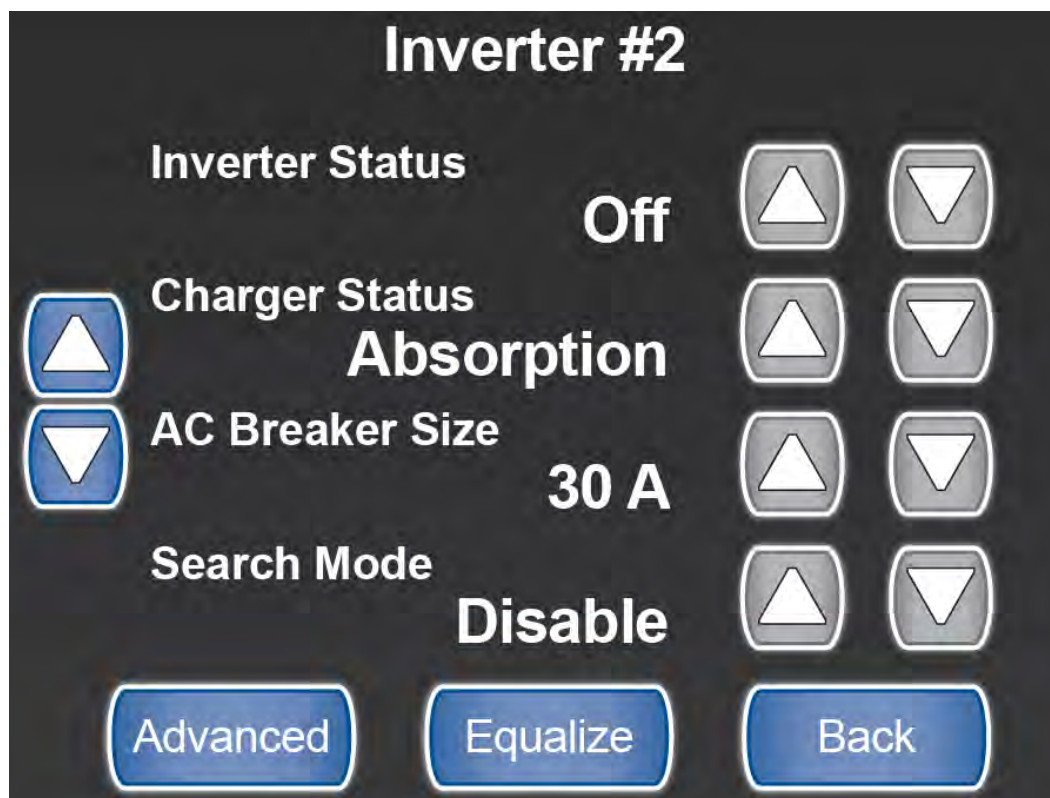 Inverter #2
Inverter Status
Off
Charger Status
Absorption
AC Breaker Size
30 A
Search Mode
Disable
Advanced
Equalize
Back